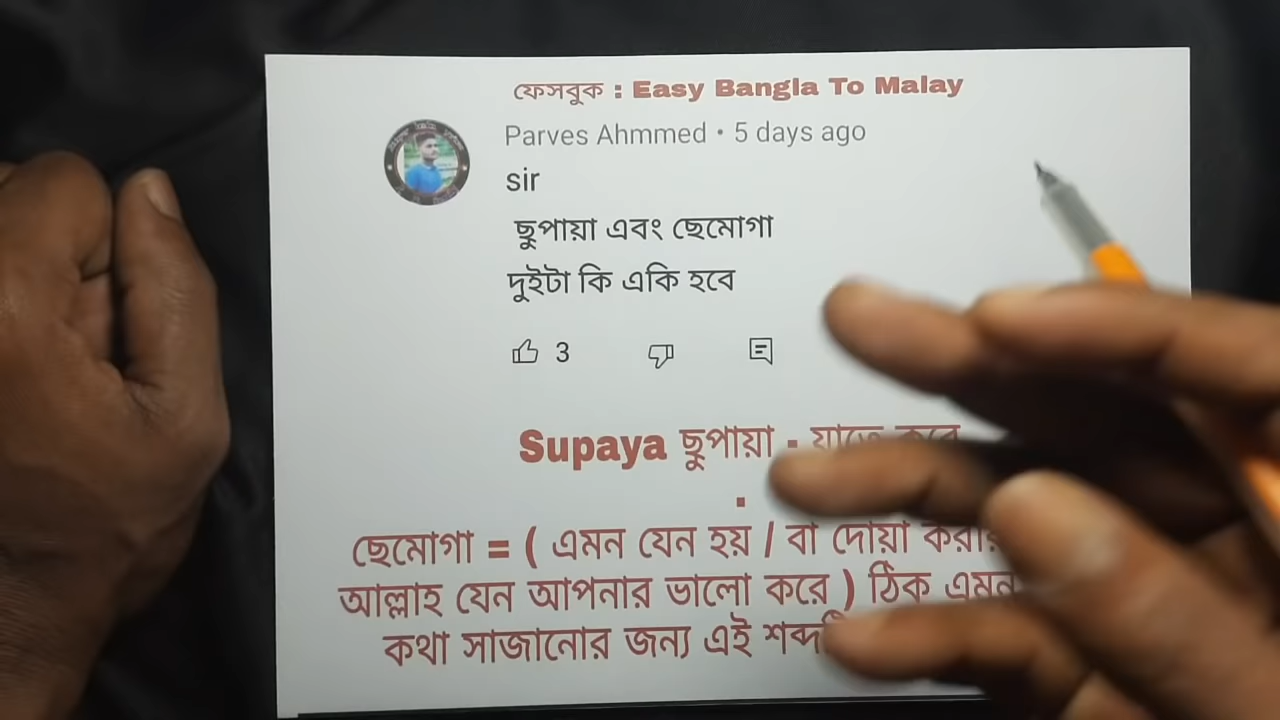 ফেসবুক : Easy Bangla To Malay
Parves Ahmmed • 5 days ago
sir
ছুপায়া এবং ছেমোগা
দুইটা কি একি হবে
3
Supaya ছুপায়া - যাতে করে
ছেমোগা = ( এমন যেন হয় / বা দোয়া
আল্লাহ যেন আপনার ভালো করে ) ঠিক এমন
কথা সাজানোর জন্য এই